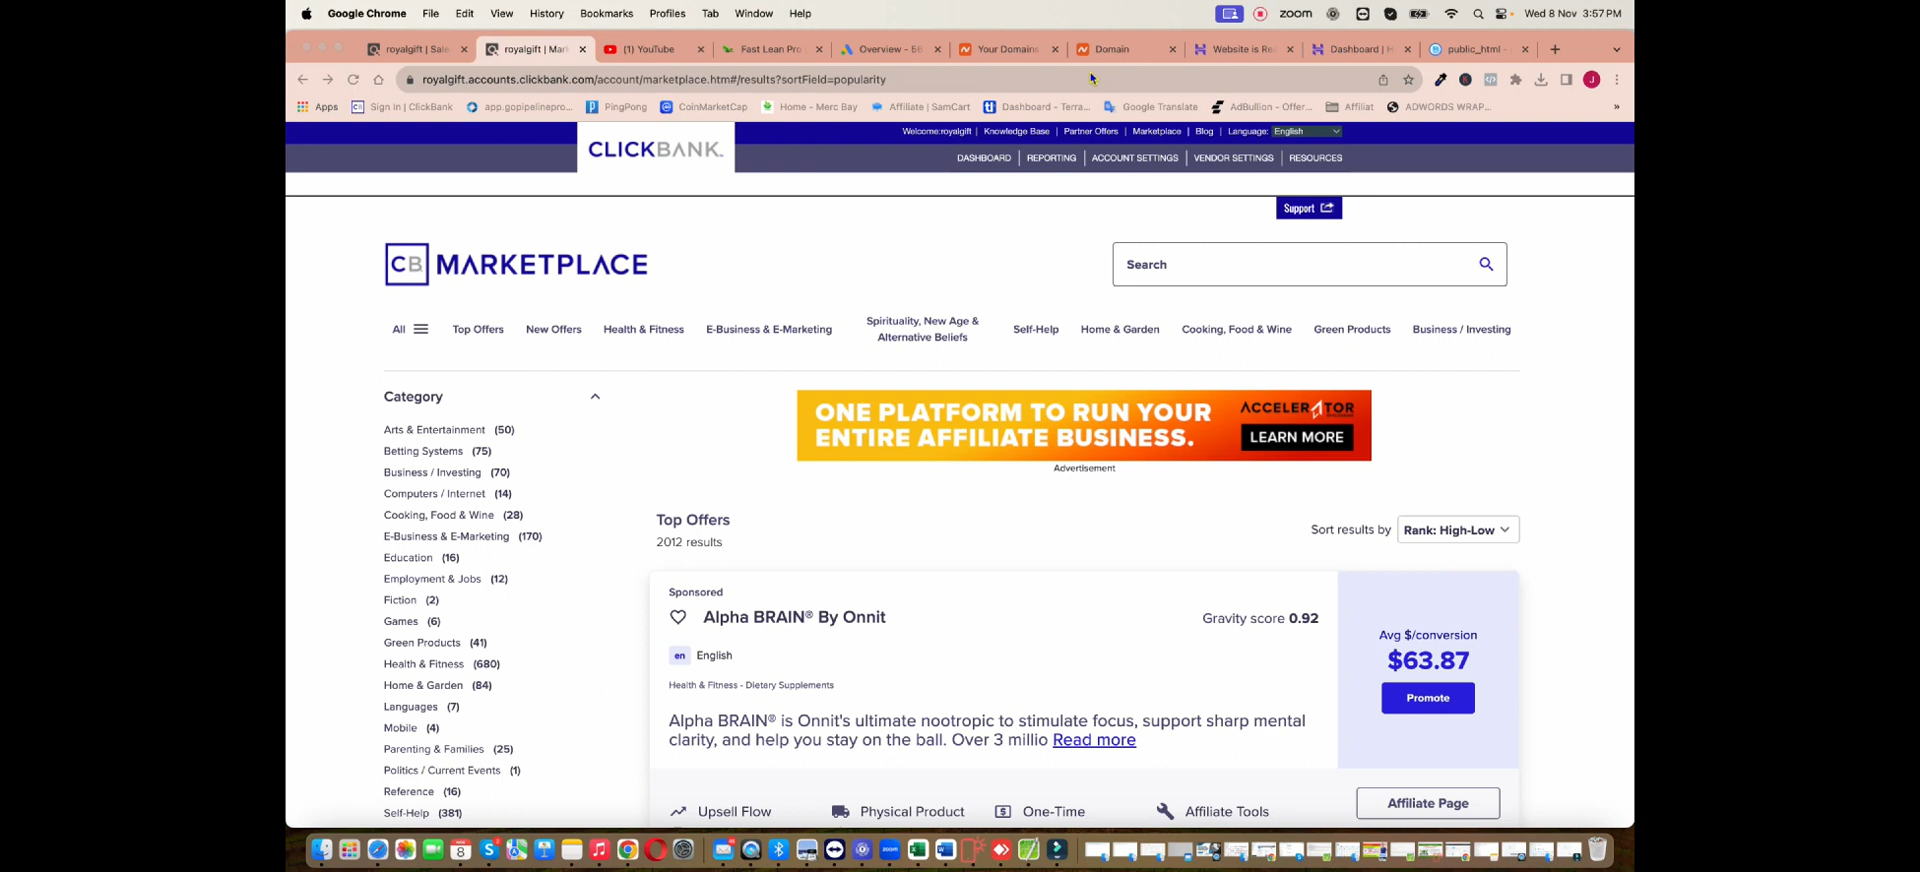 Google Chrome File Edit View History Bookmarks Profiles Tab Window Help zoom Wed 8 Nov 3:57 PM
royalgift | Sale royalgift | Mar (1) YouTube Fast Lean Pro Overview - 56 Your Domains Domain Website is Re Dashboard | H public_html -
royalgift.accounts.clickbank.com/account/marketplace.htm#/results?sortField=popularity
Apps Sign In | ClickBank app.gopipelinepro... PingPong CoinMarketCap Home - Merc Bay Affiliate | SamCart Dashboard - Terra... Google Translate AdBullion - Offer... Affiliat ADWORDS WRAP... »
Welcome:royalgift | Knowledge Base | Partner Offers | Marketplace | Blog | Language: English
CLICKBANK.
DASHBOARD | REPORTING | ACCOUNT SETTINGS | VENDOR SETTINGS | RESOURCES
Support
CB MARKETPLACE
Search
All Top Offers New Offers Health & Fitness E-Business & E-Marketing Spirituality, New Age & Alternative Beliefs Self-Help Home & Garden Cooking, Food & Wine Green Products Business / Investing
Category
Arts & Entertainment (50)
Betting Systems (75)
Business / Investing (70)
Computers / Internet (14)
Cooking, Food & Wine (28)
E-Business & E-Marketing (170)
Education (16)
Employment & Jobs (12)
Fiction (2)
Games (6)
Green Products (41)
Health & Fitness (680)
Home & Garden (84)
Languages (7)
Mobile (4)
Parenting & Families (25)
Politics / Current Events (1)
Reference (16)
Self-Help (381)
ONE PLATFORM TO RUN YOUR
ENTIRE AFFILIATE BUSINESS.
ACCELER TOR
LEARN MORE
Advertisement
Top Offers
2012 results
Sort results by Rank: High-Low
Sponsored
Alpha BRAIN® By Onnit
Gravity score 0.92
en English
Health & Fitness - Dietary Supplements
Alpha BRAIN® is Onnit's ultimate nootropic to stimulate focus, support sharp mental
clarity, and help you stay on the ball. Over 3 millio Read more
Avg $/conversion
$63.87
Promote
Upsell Flow Physical Product One-Time Affiliate Tools
Affiliate Page